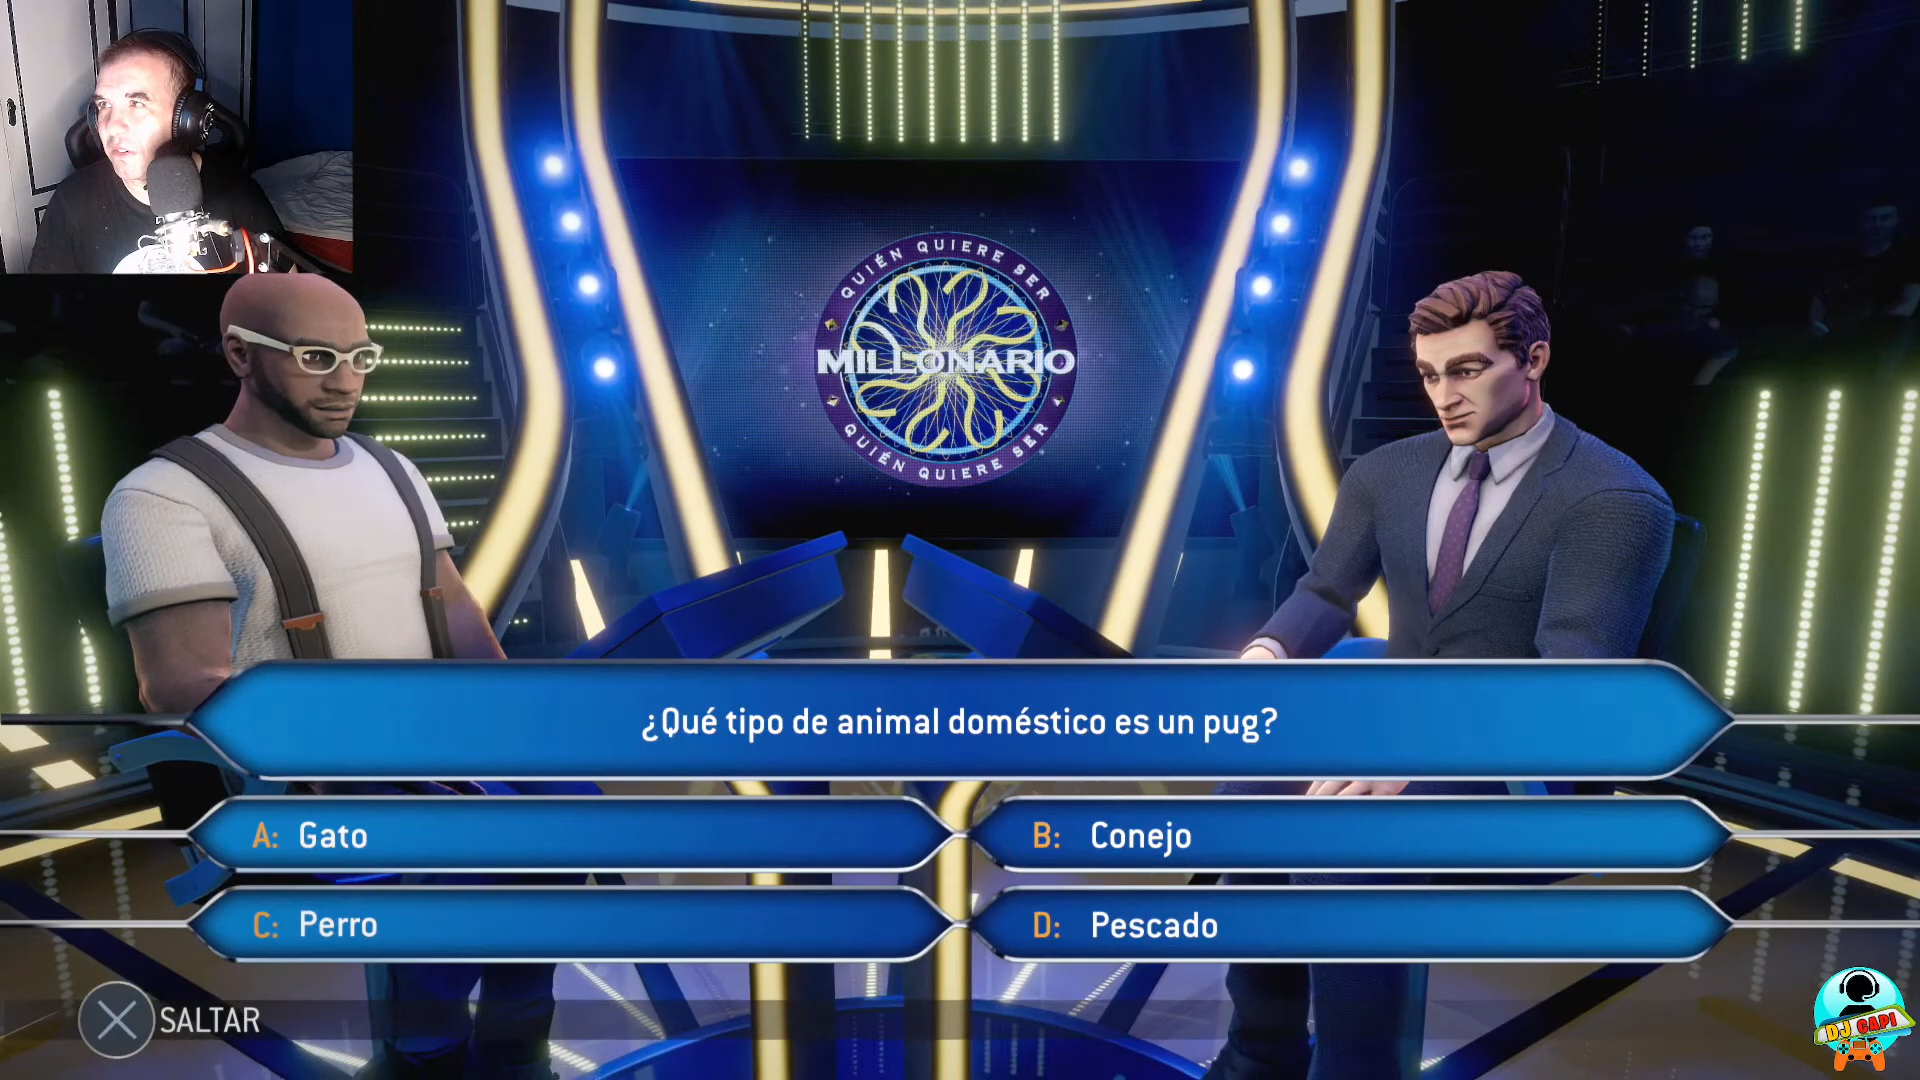 QUIÉN QUIERE SER
MILLONARIO
QUIÉN QUIERE SER
¿Qué tipo de animal doméstico es un pug?
A: Gato
B: Conejo
C: Perro
D: Pescado
SALTAR
DJ CAPI